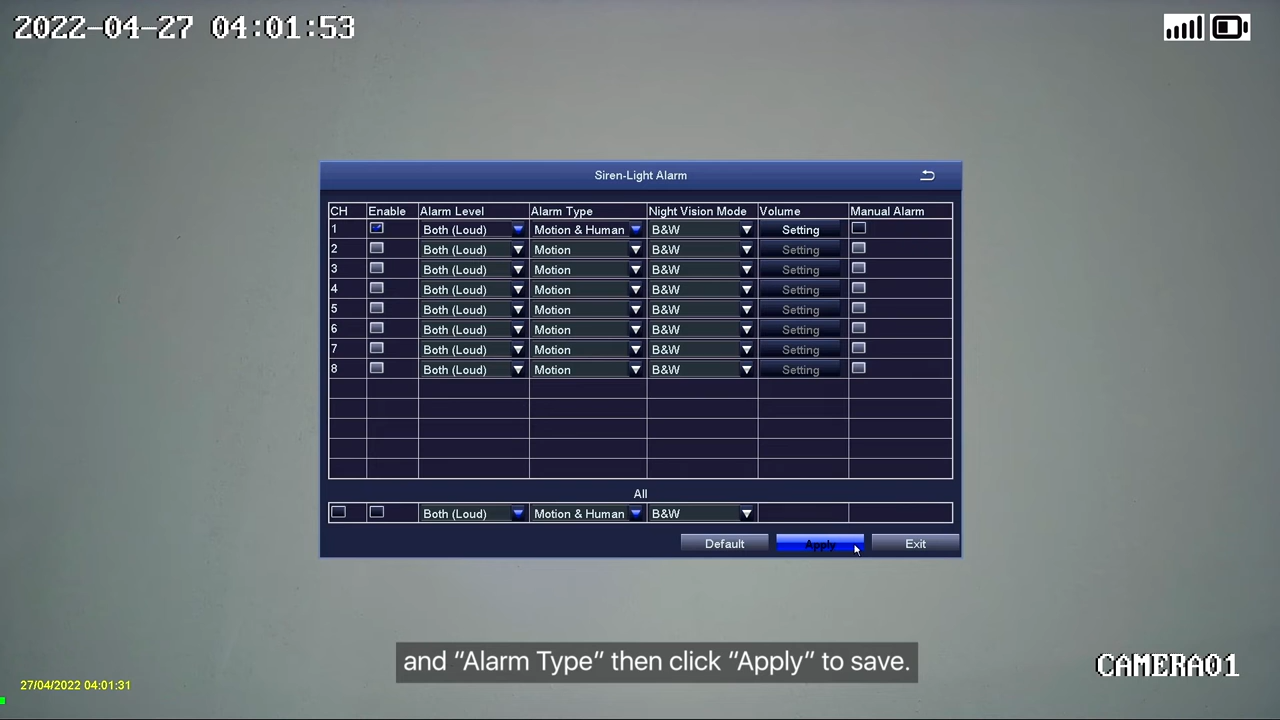 2022-04-27 04:01:53
Siren-Light Alarm
CH Enable Alarm Level Alarm Type Night Vision Mode Volume Manual Alarm
1 Both (Loud) Motion & Human B&W Setting
2 Both (Loud) Motion B&W Setting
3 Both (Loud) Motion B&W Setting
4 Both (Loud) Motion B&W Setting
5 Both (Loud) Motion B&W Setting
6 Both (Loud) Motion B&W Setting
7 Both (Loud) Motion B&W Setting
8 Both (Loud) Motion B&W Setting
All
Both (Loud) Motion & Human B&W
Default Apply Exit
and “Alarm Type” then click “Apply” to save.
CAMERA01
27/04/2022 04:01:31